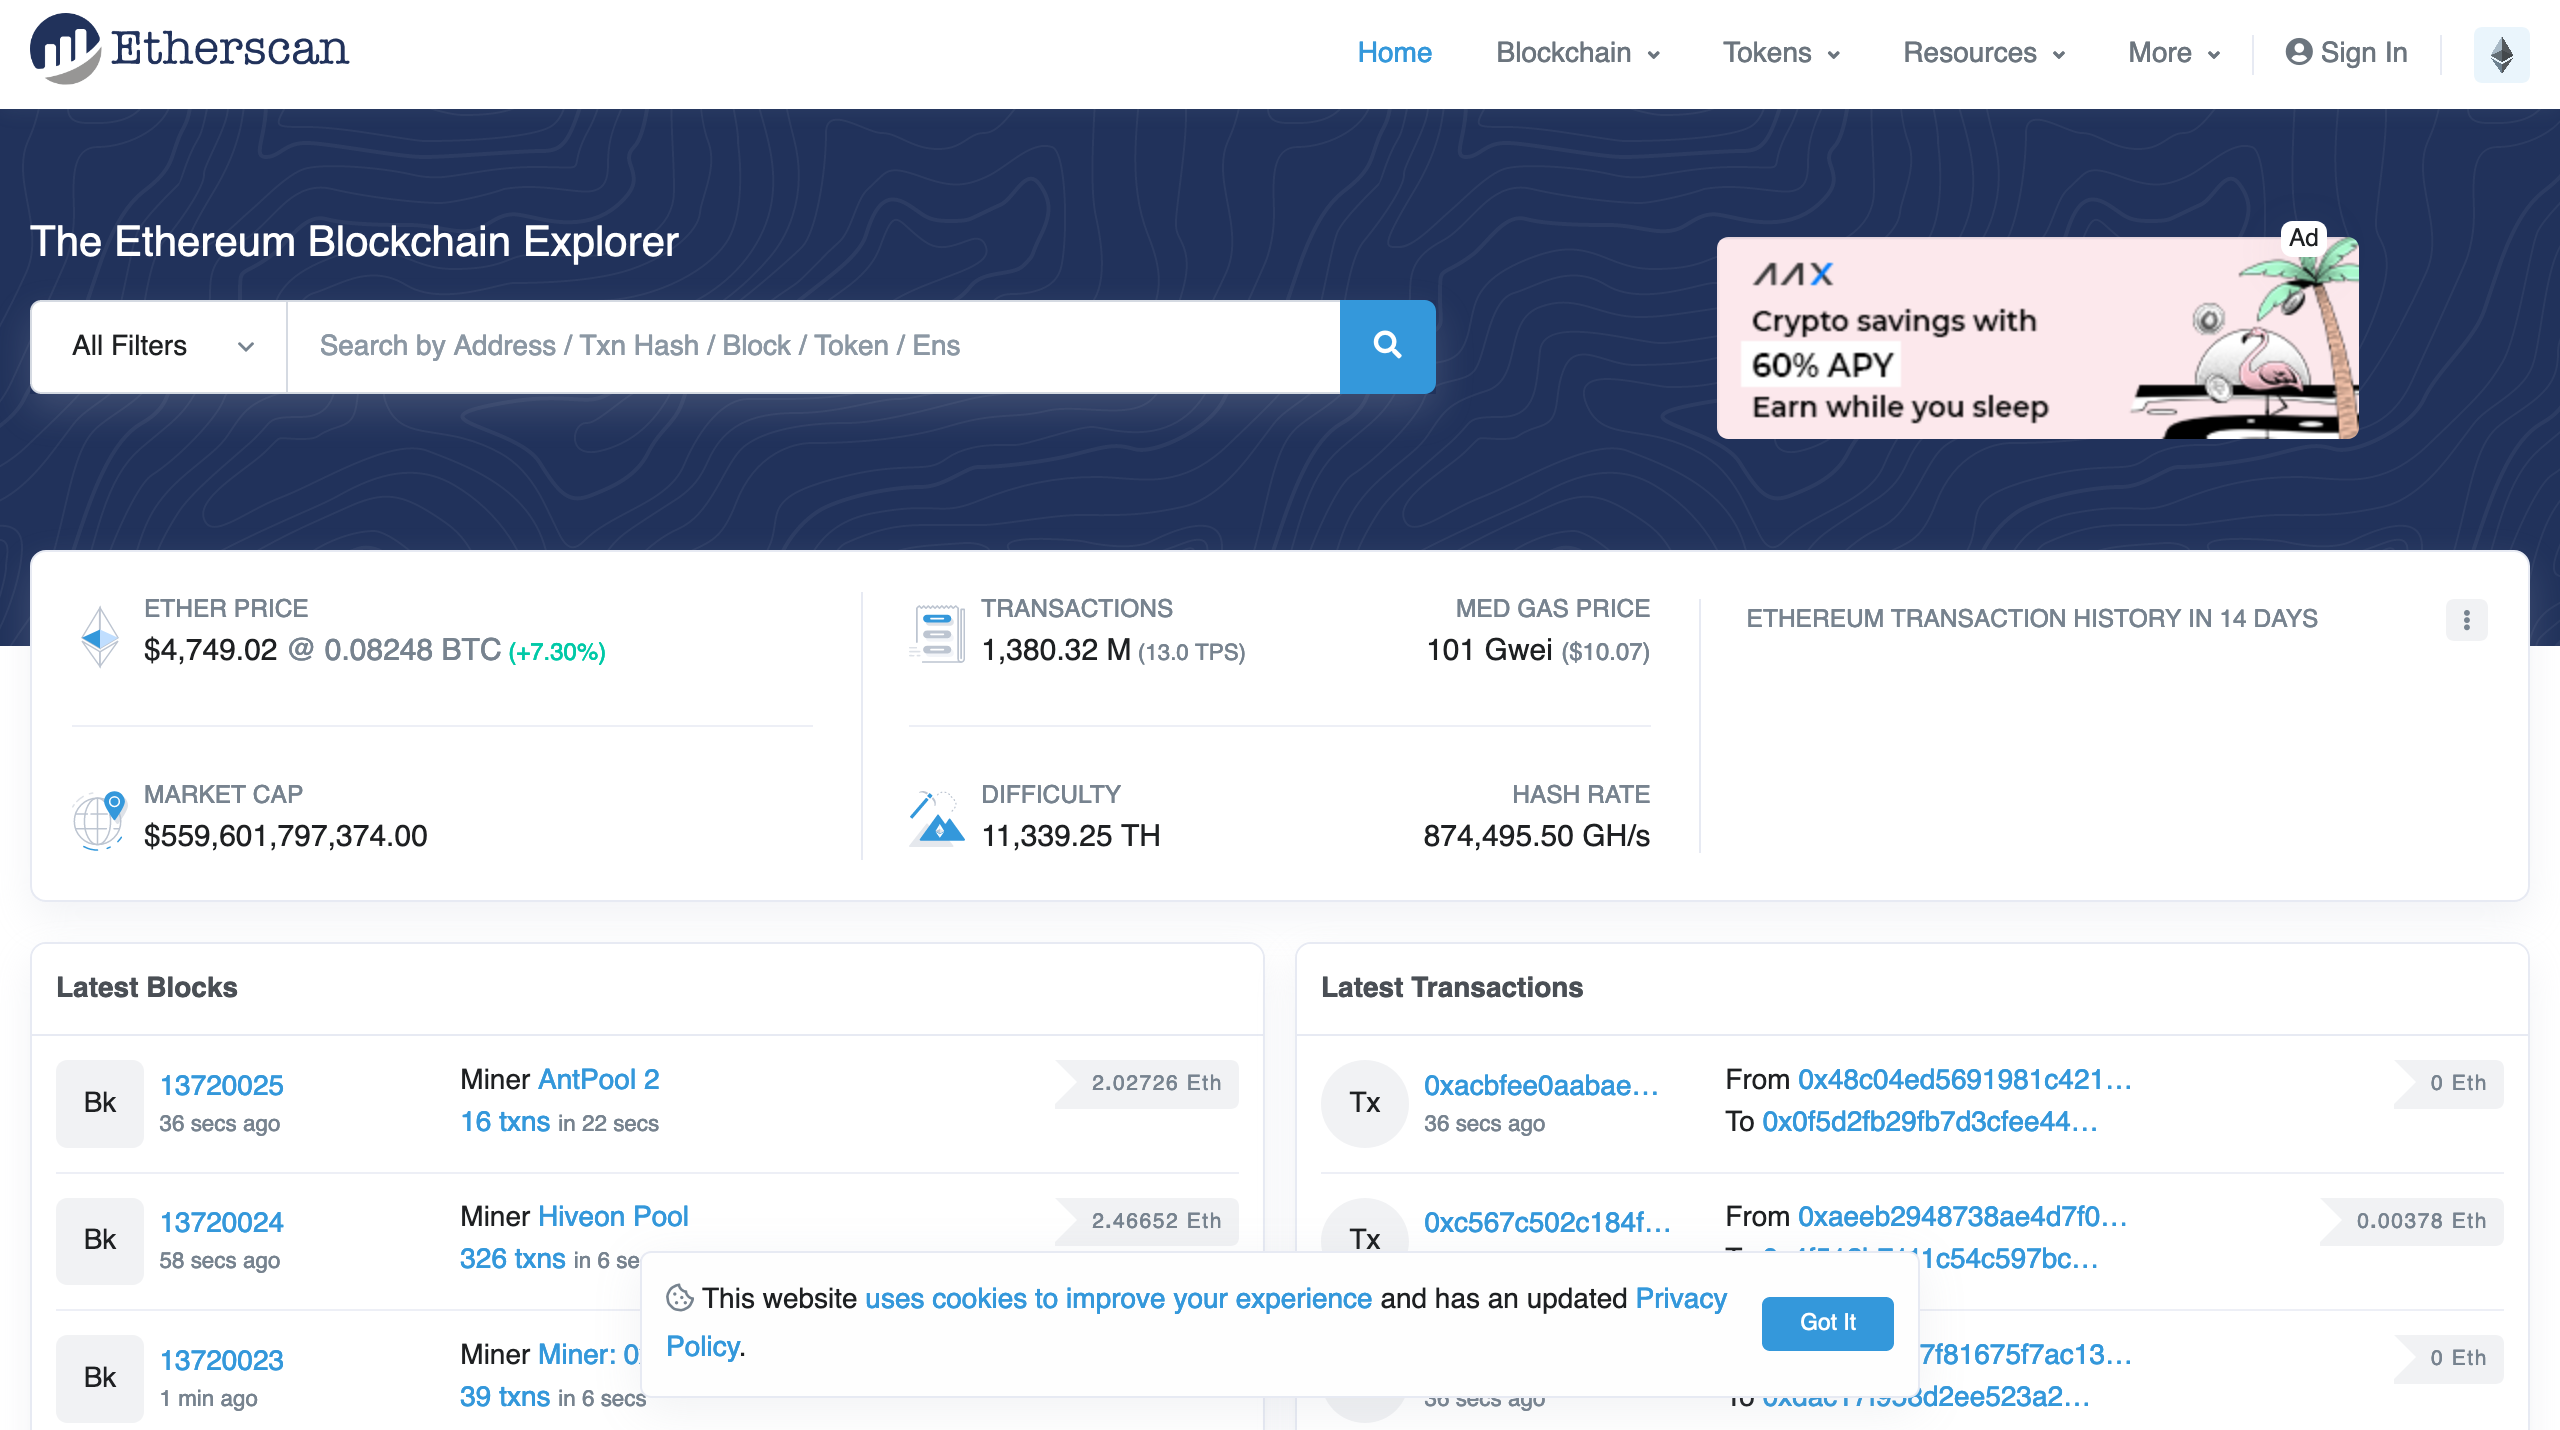 Etherscan
Home Blockchain Tokens Resources More Sign In
The Ethereum Blockchain Explorer
All Filters Search by Address / Txn Hash / Block / Token / Ens
Ad
AAX
Crypto savings with
60% APY
Earn while you sleep
ETHER PRICE
$4,749.02 @ 0.08248 BTC (+7.30%)
MARKET CAP
$559,601,797,374.00
TRANSACTIONS
1,380.32 M (13.0 TPS)
MED GAS PRICE
101 Gwei ($10.07)
DIFFICULTY
11,339.25 TH
HASH RATE
874,495.50 GH/s
ETHEREUM TRANSACTION HISTORY IN 14 DAYS
Latest Blocks
Bk
13720025
36 secs ago
Miner AntPool 2
16 txns in 22 secs
2.02726 Eth
Bk
13720024
58 secs ago
Miner Hiveon Pool
326 txns in 6 se
2.46652 Eth
Bk
13720023
1 min ago
Miner Miner: 0
39 txns in 6 secs
Latest Transactions
Tx
0xacbfee0aabae...
36 secs ago
From 0x48c04ed5691981c421...
To 0x0f5d2fb29fb7d3cfee44...
0 Eth
Tx
0xc567c502c184f...
From 0xaeeb2948738ae4d7f0...
1c54c597bc...
0.00378 Eth
7f81675f7ac13...
0 Eth
36 secs ago
To 0xdac17f958d2ee523a2...
This website uses cookies to improve your experience and has an updated Privacy
Policy.
Got It